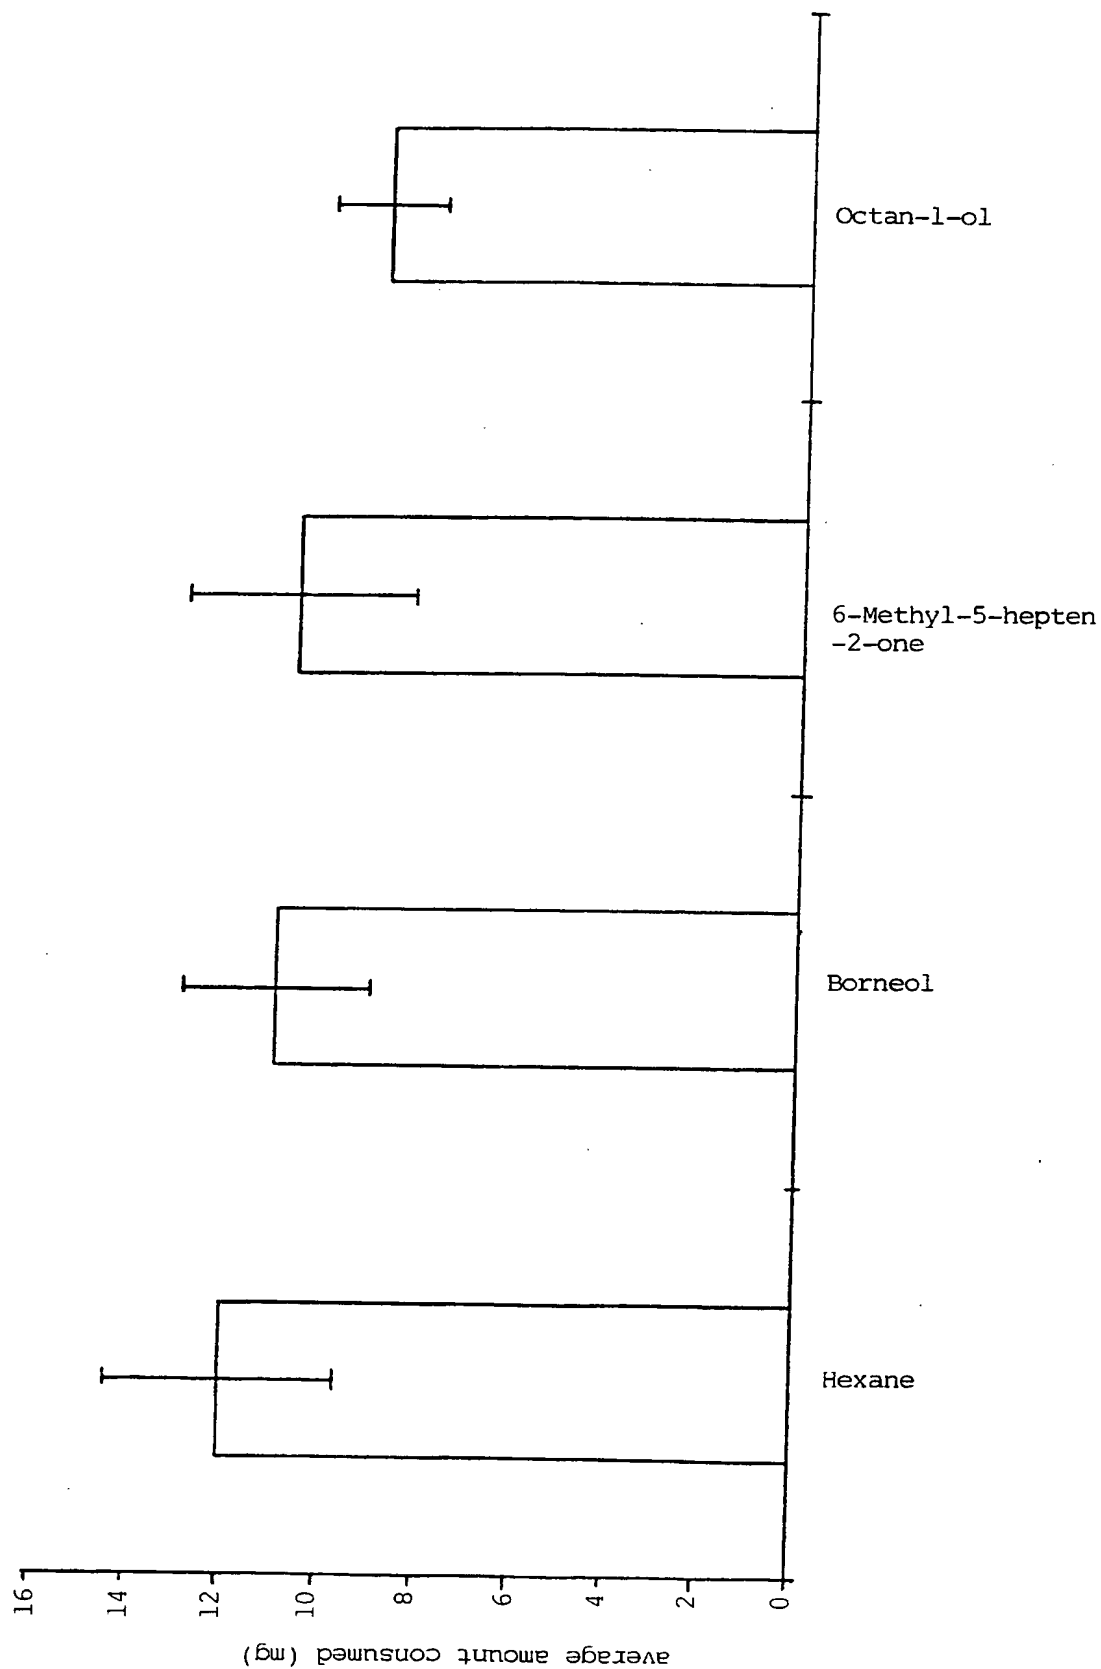 Octan-1-ol
6-Methyl-5-hepten
-2-one
Borneol
Hexane
16
14
12
10
8
6
4
2
0
average amount consumed (mg)